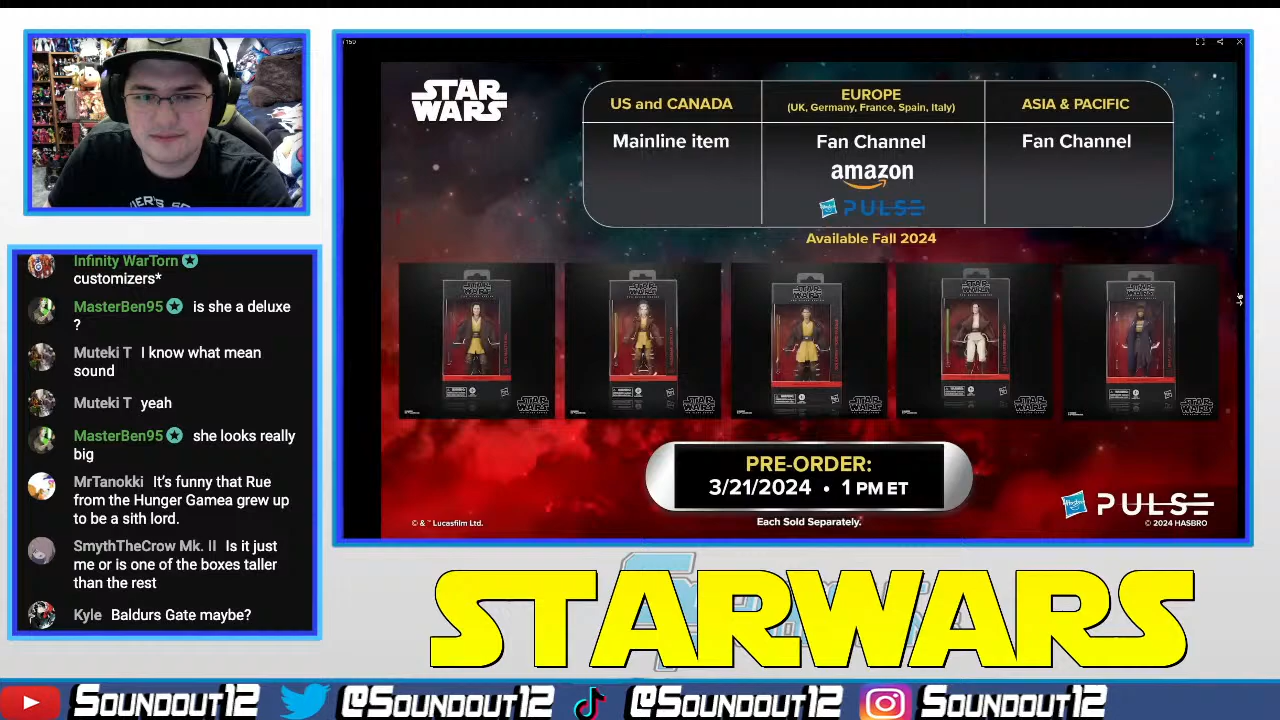 STAR
WARS
US and CANADA
EUROPE
(UK, Germany, France, Spain, Italy)
ASIA & PACIFIC
Mainline item
Fan Channel
amazon
PULSE
Fan Channel
Available Fall 2024
PRE-ORDER:
3/21/2024 • 1 PM ET
Each Sold Separately.
© & ™ Lucasfilm Ltd.
Hasbro
PULSE
© 2024 HASBRO
Infinity WarTorn
customizers*
MasterBen95 is she a deluxe
?
Muteki T I know what mean
sound
Muteki T yeah
MasterBen95 she looks really
big
MrTanokki It's funny that Rue
from the Hunger Gamea grew up
to be a sith lord.
SmythTheCrow Mk. II Is it just
me or is one of the boxes taller
than the rest
Kyle Baldurs Gate maybe?
STARWARS
SOUNDOUT12
@SOUNDOUT12
@SOUNDOUT12
SOUNDOUT12